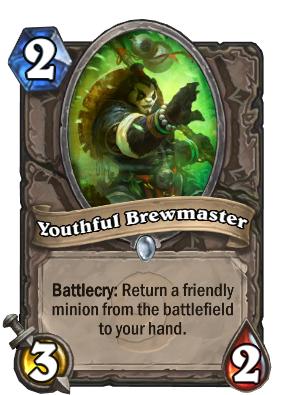 2
Youthful Brewmaster
Battlecry: Return a friendly
minion from the battlefield
to your hand.
3
2